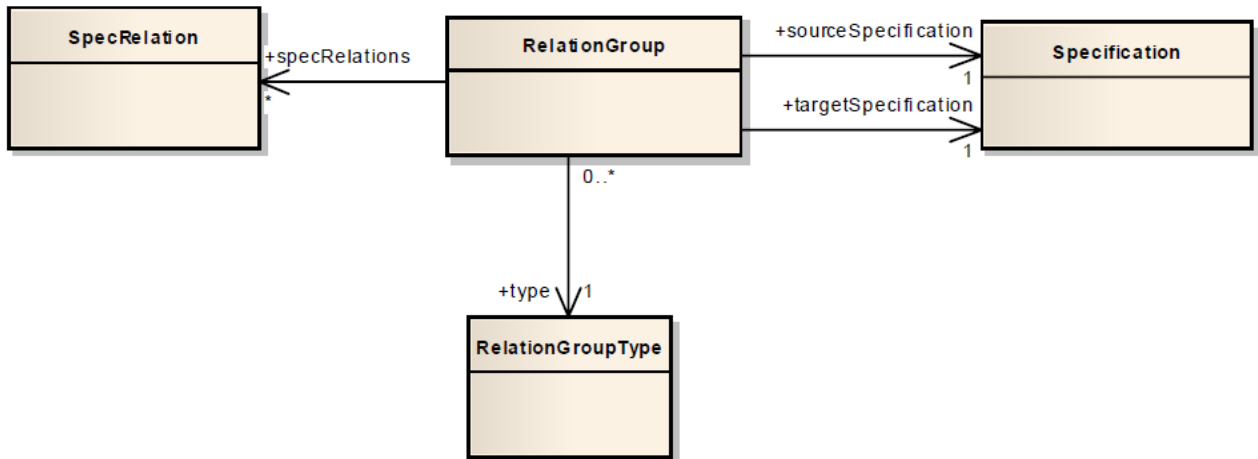 SpecRelation
+specRelations
*
RelationGroup
+sourceSpecification
1
+targetSpecification
1
Specification
0..*
+type
1
RelationGroupType